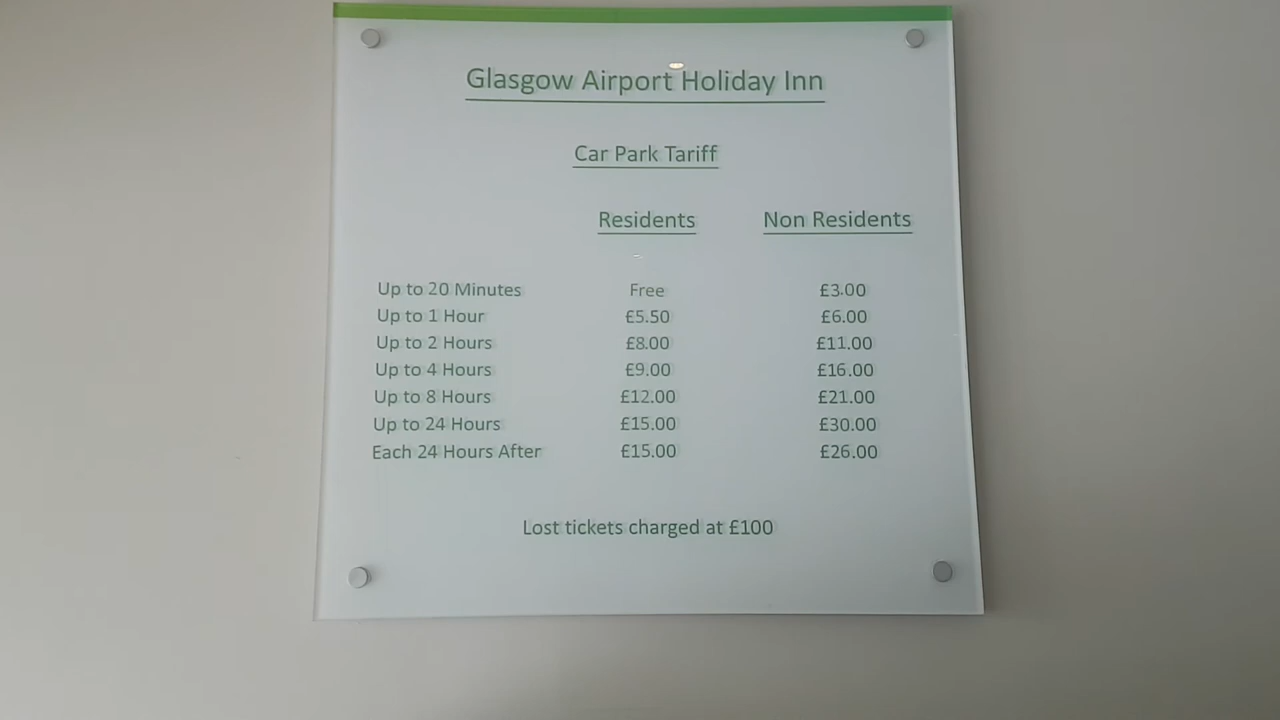 Glasgow Airport Holiday Inn
Car Park Tariff
Residents Non Residents
Up to 20 Minutes Free £3.00
Up to 1 Hour £5.50 £6.00
Up to 2 Hours £8.00 £11.00
Up to 4 Hours £9.00 £16.00
Up to 8 Hours £12.00 £21.00
Up to 24 Hours £15.00 £30.00
Each 24 Hours After £15.00 £26.00
Lost tickets charged at £100